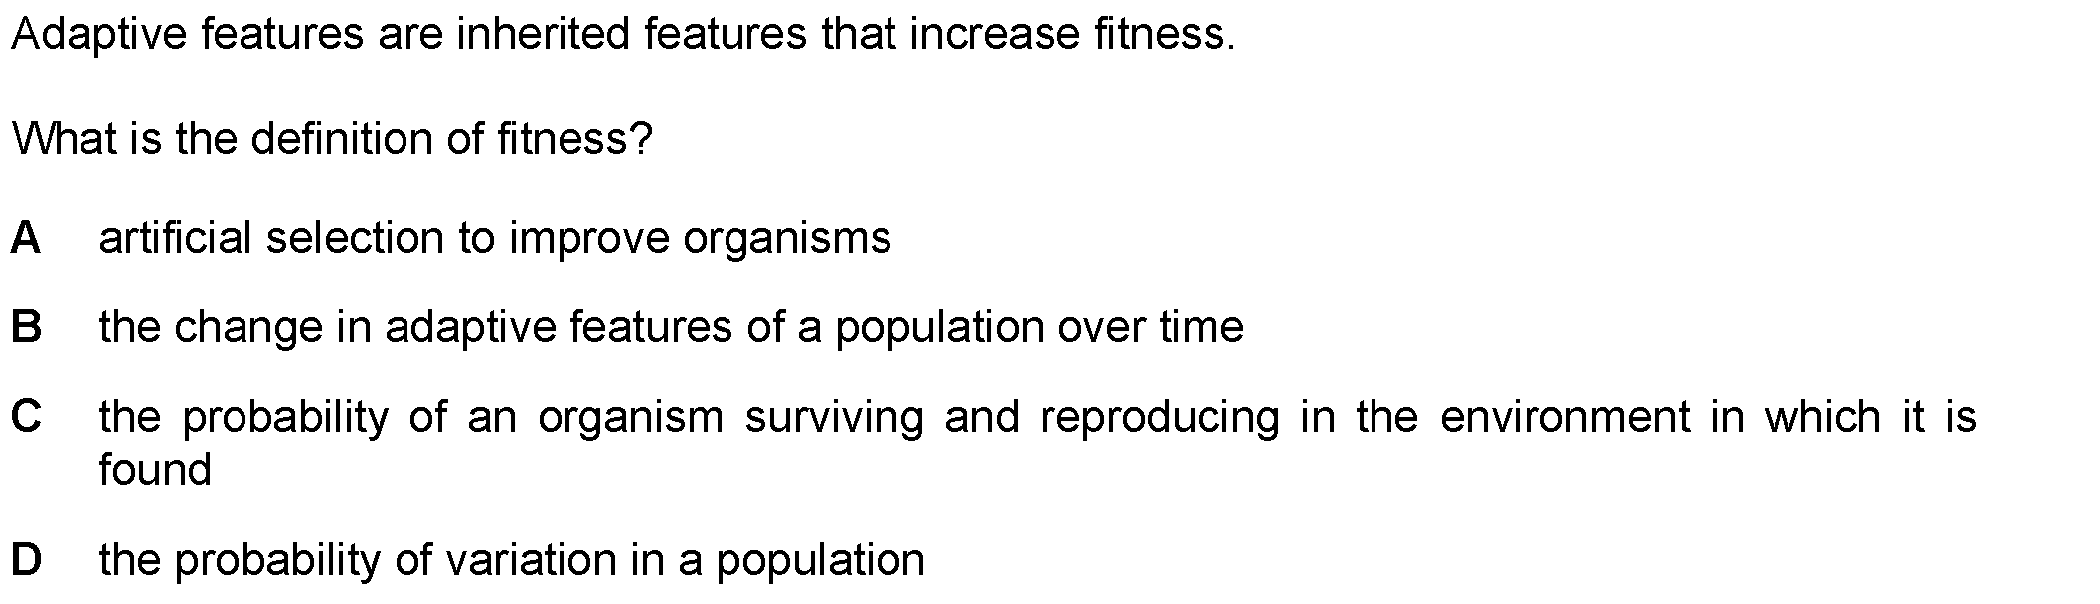 Adaptive features are inherited features that increase fitness.
What is the definition of fitness?
A artificial selection to improve organisms
B the change in adaptive features of a population over time
C the probability of an organism surviving and reproducing in the environment in which it is
found
D the probability of variation in a population